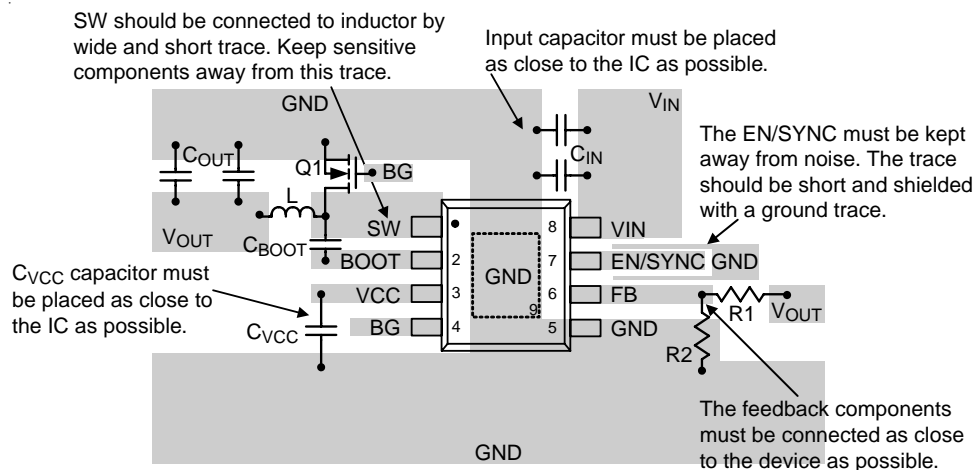 SW should be connected to inductor by
wide and short trace. Keep sensitive
components away from this trace.
Input capacitor must be placed
as close to the IC as possible.
GND
VIN
The EN/SYNC must be kept
away from noise. The trace
should be short and shielded
with a ground trace.
COUT
Q1
BG
CIN
L
SW
8
VIN
VOUT
CBOOT
BOOT
2
GND
7
EN/SYNC GND
CVCC capacitor must
be placed as close to
the IC as possible.
VCC
3
6
FB
9
R1
VOUT
CVCC
BG
4
5
GND
R2
The feedback components
must be connected as close
to the device as possible.
GND